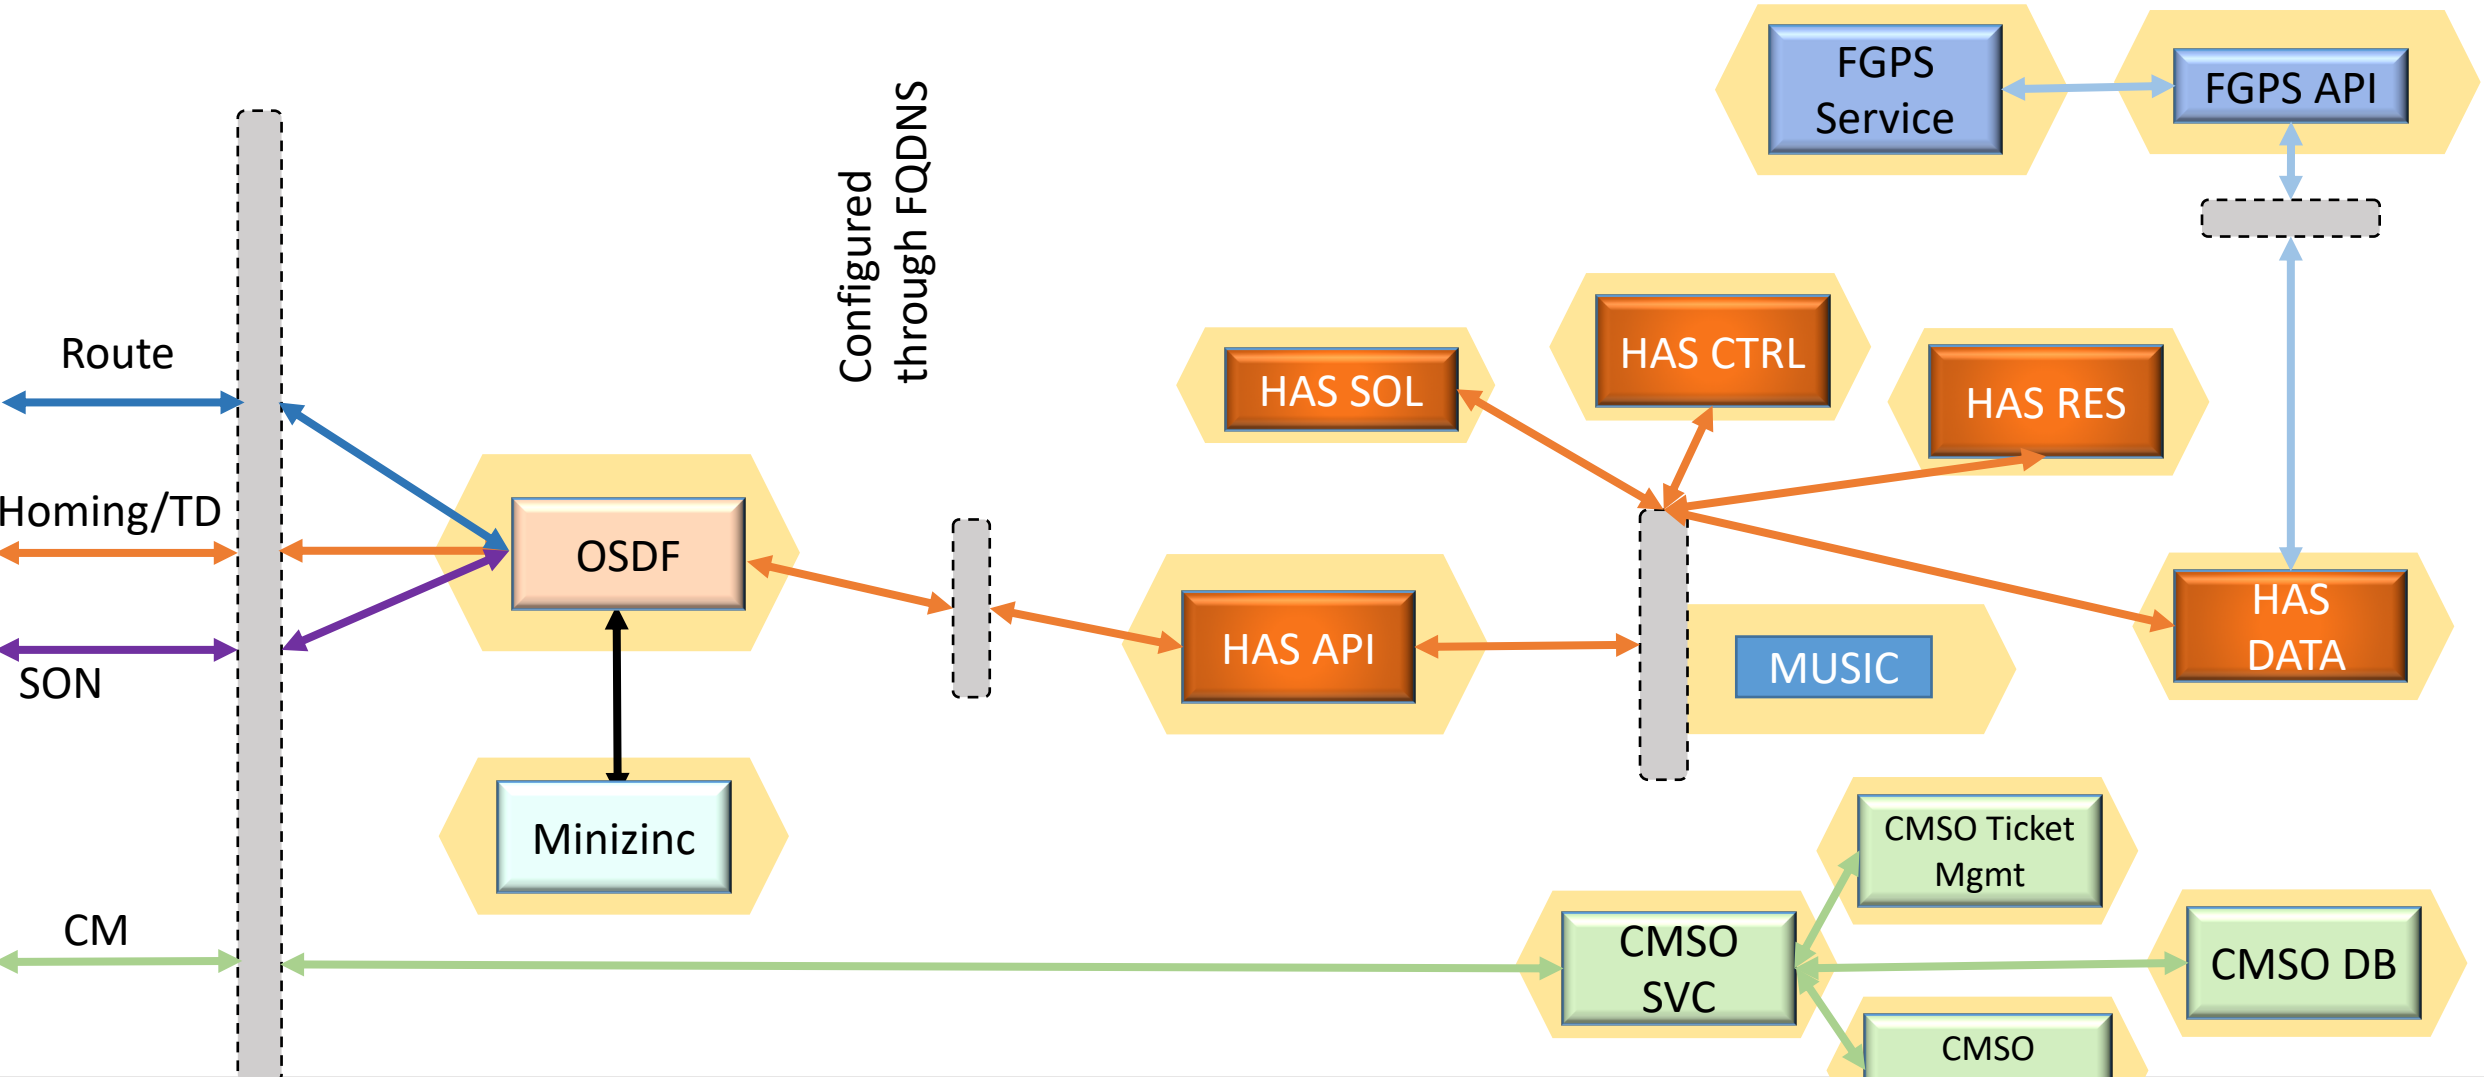 FGPS
Service
FGPS API
Configured
through FQDNS
Route
HAS CTRL
HAS SOL
HAS RES
Homing/TD
OSDF
HAS API
MUSIC
HAS
DATA
SON
Minizinc
CMSO Ticket
Mgmt
CM
CMSO
SVC
CMSO DB
CMSO